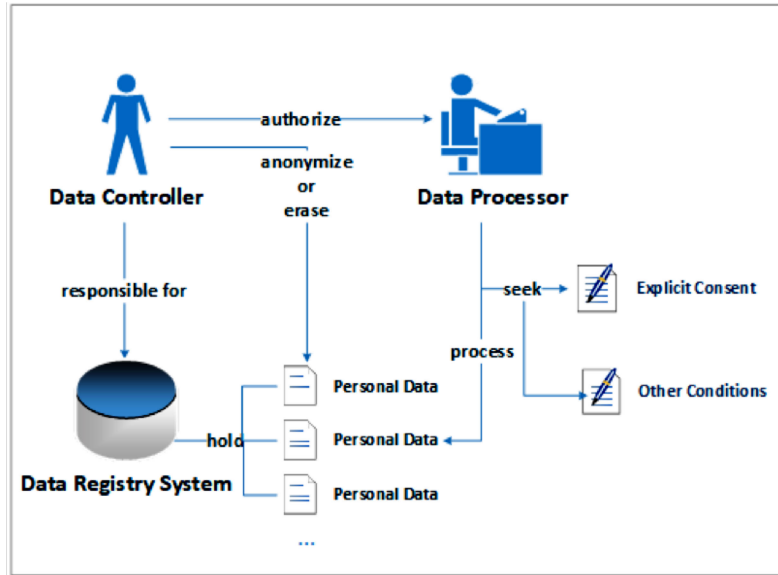 authorize
anonymize
or
erase
Data Controller
Data Processor
responsible for
seek
Explicit Consent
process
Personal Data
Other Conditions
hold
Personal Data
Data Registry System
Personal Data
...